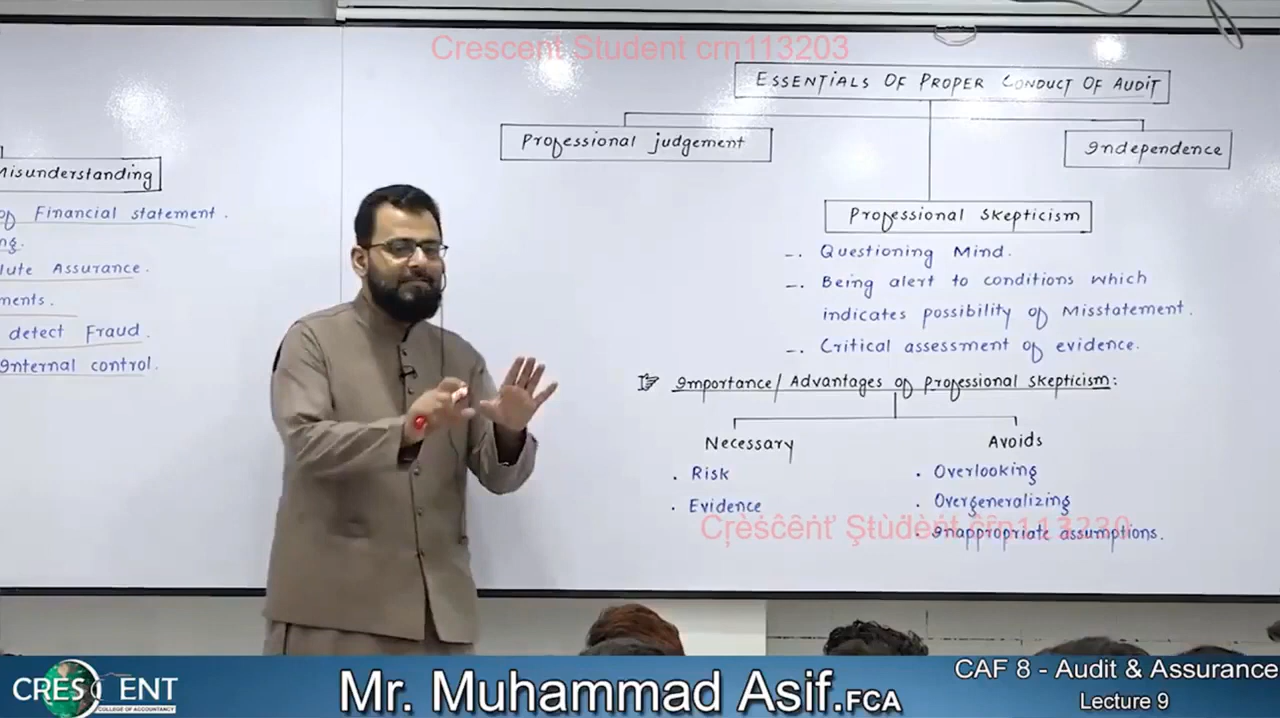 Crescent Student crn113203
ESSENTIALS OF PROPER CONDUCT OF AUDIT
Professional judgement
Independence
Professional Skepticism
-. Questioning Mind.
-. Being alert to conditions which
indicates possibility of Misstatement.
-. Critical assessment of evidence.
Importance/ Advantages of professional skepticism:
Necessary
. Risk
. Evidence
Avoids
. Overlooking
. Overgeneralizing
. Inappropriate assumptions.
Misunderstanding
of Financial statement.
ng.
lute Assurance.
ments.
detect Fraud.
Internal control.
CRESCENT
COLLEGE OF ACCOUNTANCY
Mr. Muhammad Asif.FCA
CAF 8 - Audit & Assurance
Lecture 9